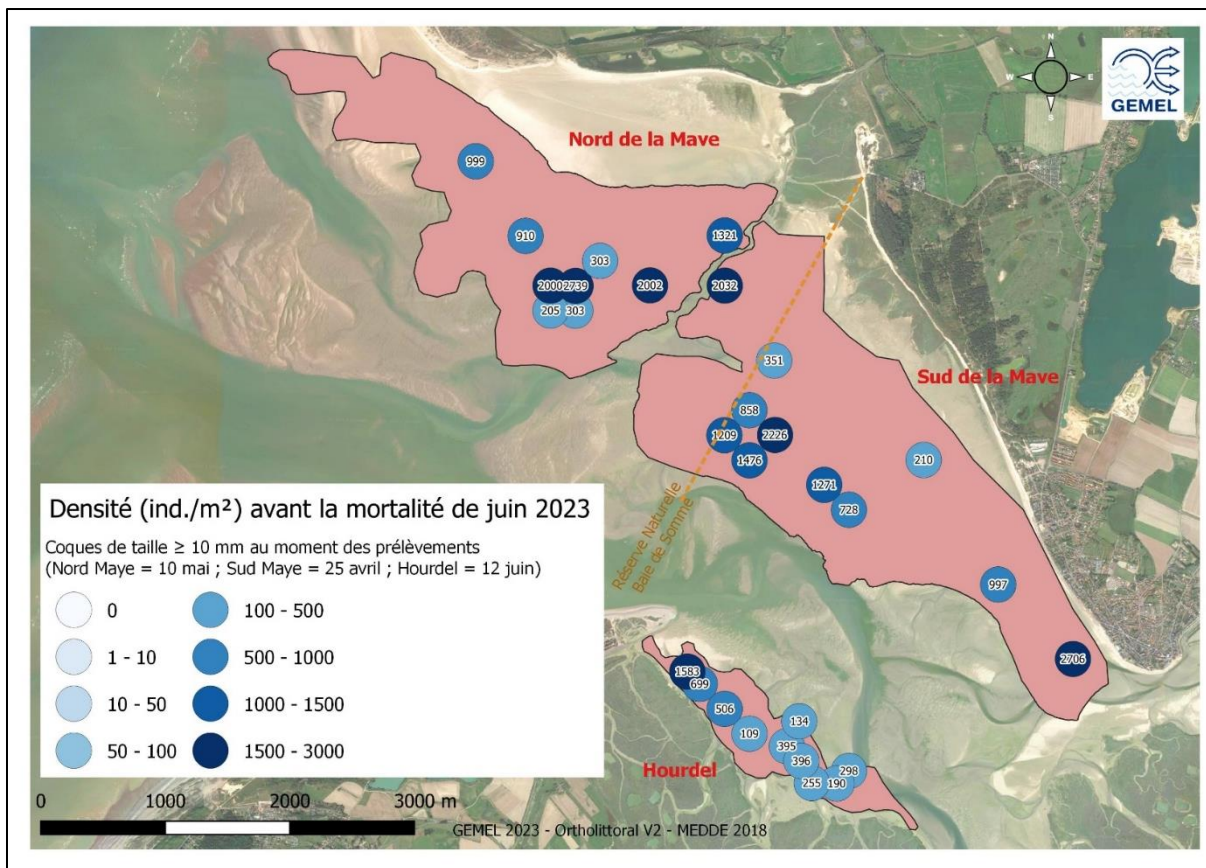 N
W E
S
GEMEL
Nord de la Maye
999
910
1321
303
2000
2739
2002
2032
205
303
351
Sud de la Maye
858
1209
2226
1476
210
1271
728
Réserve Naturelle
Baie de Somme
997
2706
1583
699
506
134
109
395
396
298
255
190
Hourdel
Densité (ind./m²) avant la mortalité de juin 2023
Coques de taille ≥ 10 mm au moment des prélèvements
(Nord Maye = 10 mai ; Sud Maye = 25 avril ; Hourdel = 12 juin)
0
1 - 10
10 - 50
50 - 100
100 - 500
500 - 1000
1000 - 1500
1500 - 3000
0 1000 2000 3000 m
GEMEL 2023 - Ortholittoral V2 - MEDDE 2018